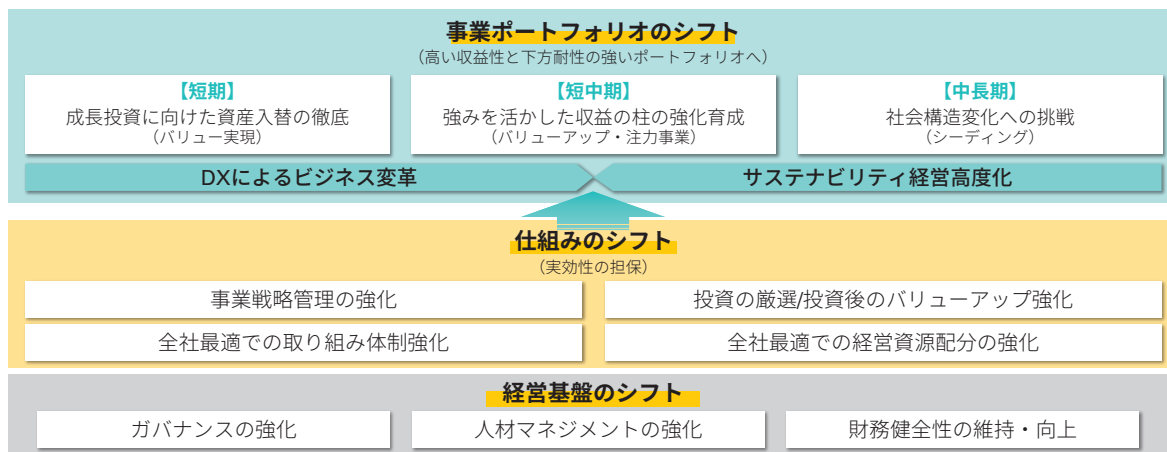 事業ポートフォリオのシフト
（高い収益性と下方耐性の強いポートフォリオへ）
【短期】
成長投資に向けた資産入替の徹底
（バリュー実現）
【短中期】
強みを活かした収益の柱の強化育成
（バリューアップ・注力事業）
【中長期】
社会構造変化への挑戦
（シーディング）
DXによるビジネス変革
サステナビリティ経営高度化
仕組みのシフト
（実効性の担保）
事業戦略管理の強化
投資の厳選/投資後のバリューアップ強化
全社最適での取り組み体制強化
全社最適での経営資源配分の強化
経営基盤のシフト
ガバナンスの強化
人材マネジメントの強化
財務健全性の維持・向上